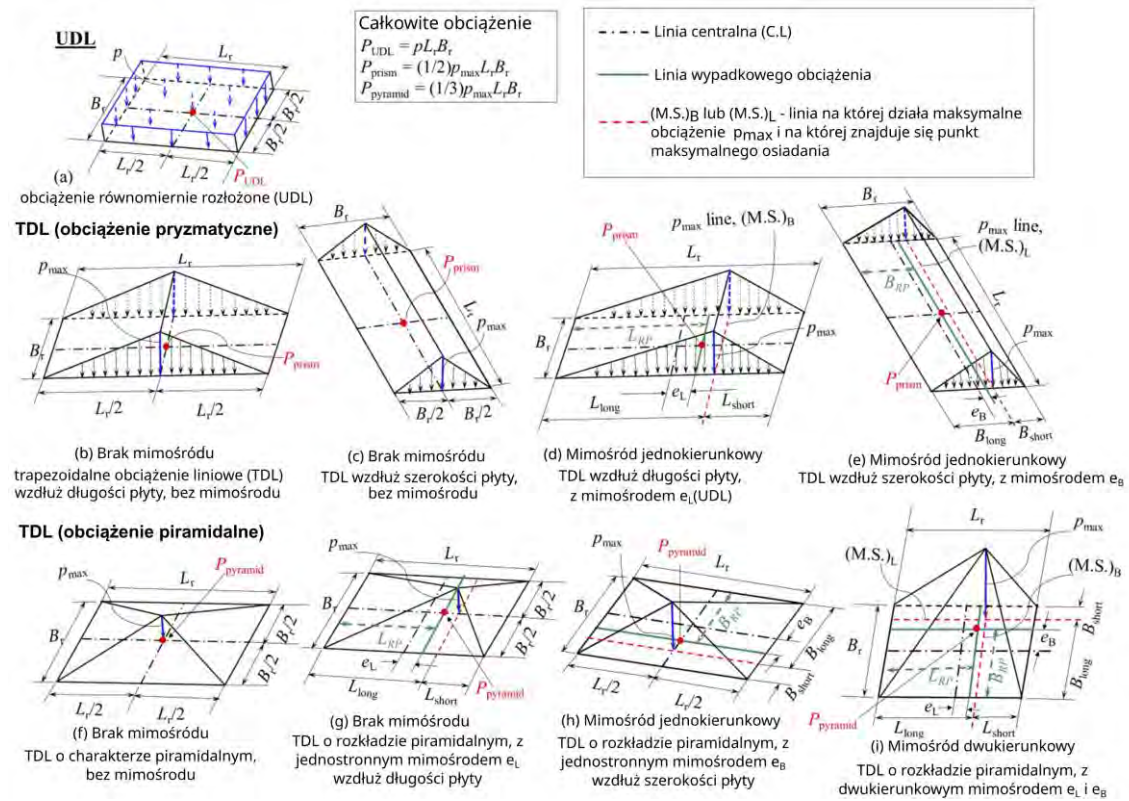 UDL
p
L_r
B_r
B_r/2
B_r/2
L_r/2
L_r/2
P_UDL
(a)
obciążenie równomiernie rozłożone (UDL)
Całkowite obciążenie
P_UDL = pL_rB_r
P_prism = (1/2)p_maxL_rB_r
P_pyramid = (1/3)p_maxL_rB_r
Linia centralna (C.L)
Linia wypadkowego obciążenia
(M.S.)_B lub (M.S.)_L - linia na której działa maksymalne
obciążenie p_max i na której znajduje się punkt
maksymalnego osiadania
TDL (obciążenie pryzmatyczne)
p_max
L_r
B_r
P_prism
L_r/2
L_r/2
(b) Brak mimośródu
trapezoidalne obciążenie liniowe (TDL)
wzdłuż długości płyty, bez mimośrodu
B_r
P_prism
L_r
p_max
B_r/2
B_r/2
(c) Brak mimośródu
TDL wzdłuż szerokości płyty,
bez mimośrodu
P_prism
p_max line, (M.S.)_B
L_r
B_r
L_RP
p_max
e_L
L_long
L_short
(d) Mimośród jednokierunkowy
TDL wzdłuż długości płyty,
z mimośrodem e_L(UDL)
B_r
p_max line,
(M.S.)_L
B_RP
L_r
p_max
P_prism
e_B
B_long
B_short
(e) Mimośród jednokierunkowy
TDL wzdłuż szerokości płyty, z mimośrodem e_B
TDL (obciążenie piramidalne)
p_max
P_pyramid
L_r
B_r
B_r/2
B_r/2
L_r/2
L_r/2
(f) Brak mimośródu
TDL o charakterze piramidalnym,
bez mimośrodu
p_max
L_r
B_r
B_r/2
B_r/2
L_RP
e_L
L_long
L_short
P_pyramid
(g) Brak mimóśrodu
TDL o rozkładzie piramidalnym, z
jednostronnym mimośrodem e_L
wzdłuż długości płyty
p_max
P_pyramid
L_r
B_r
B_RP
e_B
B_long
B_short
L_r/2
L_r/2
(h) Mimośród jednokierunkowy
TDL o rozkładzie piramidalnym, z
jednostronnym mimośrodem e_B
wzdłuż szerokości płyty
L_r
p_max
(M.S.)_L
(M.S.)_B
B_r
B_short
e_B
B_long
L_RP
B_RP
e_L
P_pyramid
L_long
L_short
(i) Mimośród dwukierunkowy
TDL o rozkładzie piramidalnym, z
dwukierunkowym mimośrodem e_L i e_B